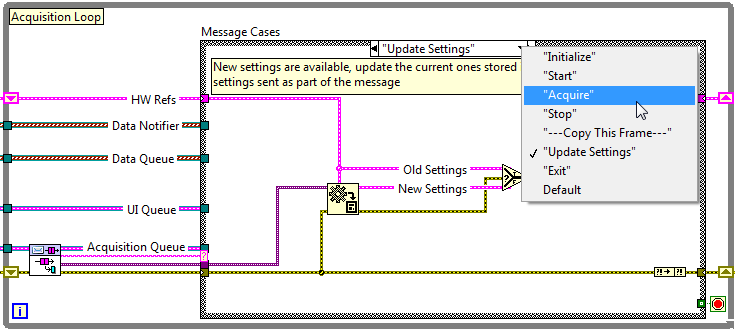 Acquisition Loop
Message Cases
"Update Settings"
New settings are available, update the current ones stored
settings sent as part of the message
"Initialize"
"Start"
"Acquire"
"Stop"
"---Copy This Frame---"
✓ "Update Settings"
"Exit"
Default
HW Refs
Data Notifier
Data Queue
Old Settings
New Settings
UI Queue
Acquisition Queue
?
?! ?!
i